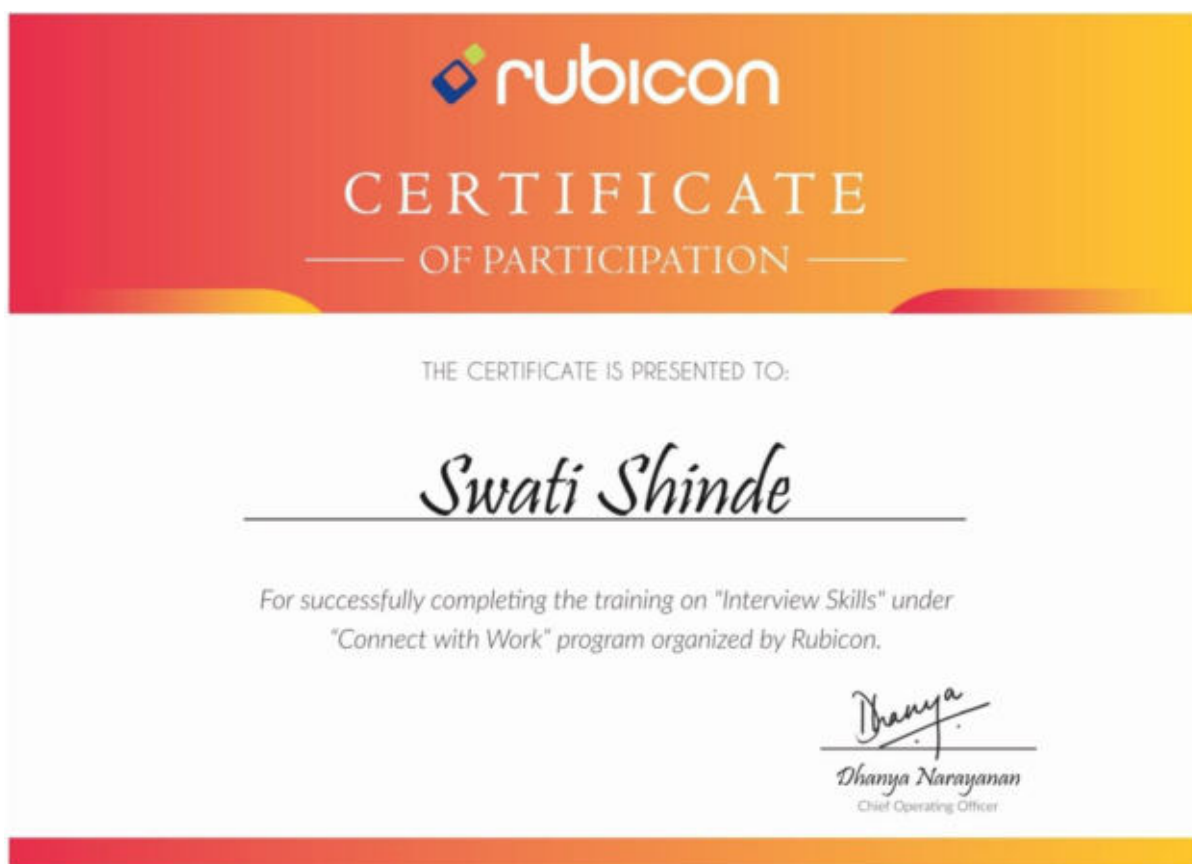 rubicon
CERTIFICATE
OF PARTICIPATION
THE CERTIFICATE IS PRESENTED TO:
Swati Shinde
For successfully completing the training on "Interview Skills" under
"Connect with Work" program organized by Rubicon.
Dhanya
Dhanya Narayanan
Chief Operating Officer